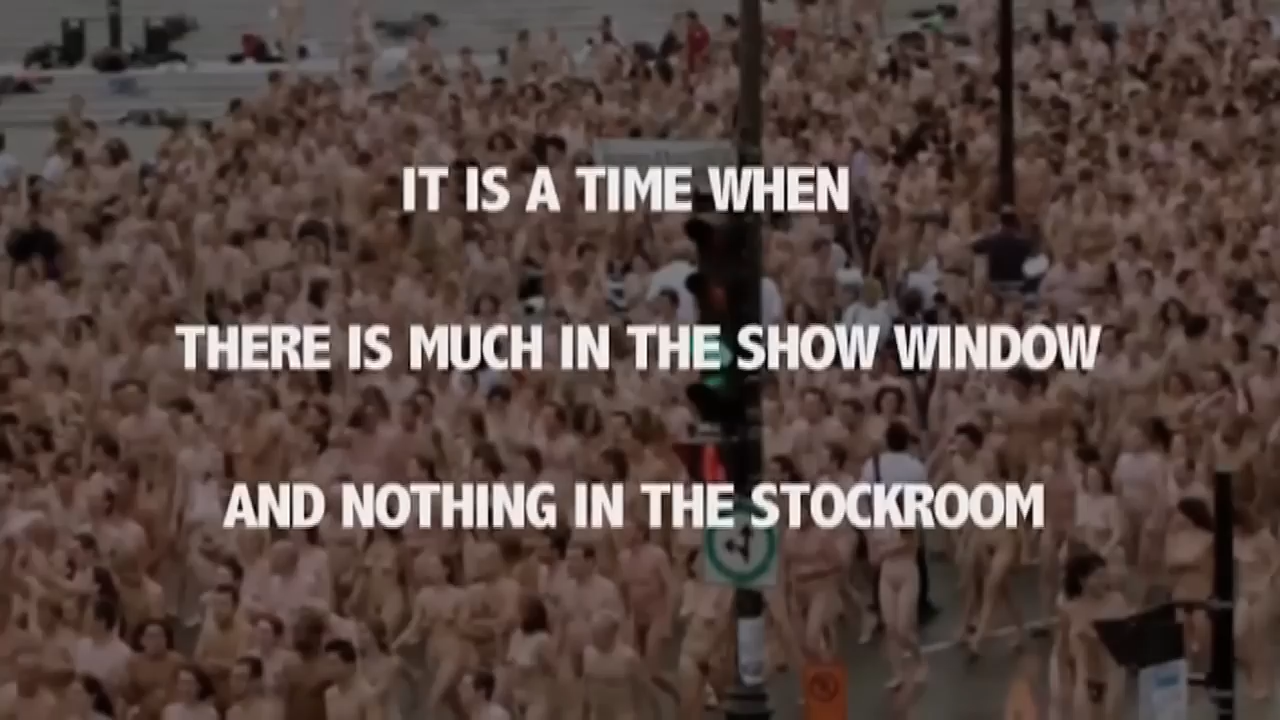 IT IS A TIME WHEN
THERE IS MUCH IN THE SHOW WINDOW
AND NOTHING IN THE STOCKROOM